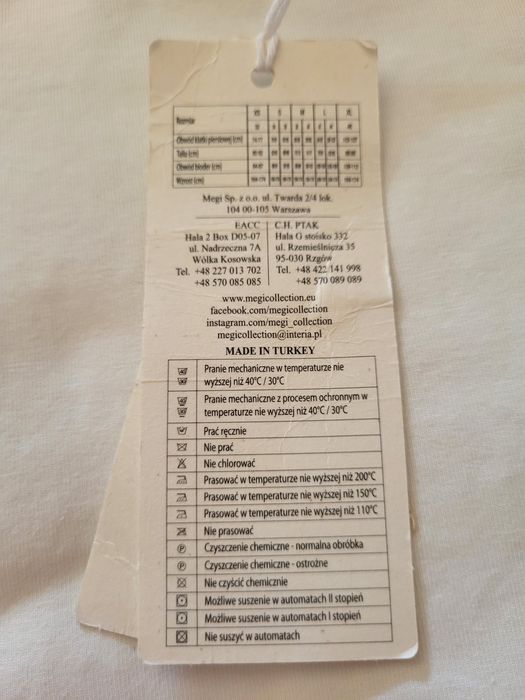 Rozmiar XS S M L XL
Obwód klatki piersiowej (cm)
Talia (cm)
Obwód bioder (cm)
Wzrost (cm)
Megi Sp. z o.o. ul. Twarda 2/4 lok.
104 00-105 Warszawa
EACC
Hala 2 Box D05-07
ul. Nadrzeczna 7A
Wólka Kosowska
Tel. +48 227 013 702
+48 570 085 085
C.H. PTAK
Hala G stoisko 332
ul. Rzemieślnicza 35
95-030 Rzgów
Tel. +48 422 141 998
+48 570 089 089
www.megicollection.eu
facebook.com/megicollection
instagram.com/megi_collection
megicollection@interia.pl
MADE IN TURKEY
Pranie mechaniczne w temperaturze nie
wyższej niż 40°C / 30°C
Pranie mechaniczne z procesem ochronnym w
temperaturze nie wyższej niż 40°C / 30°C
Prać ręcznie
Nie prać
Nie chlorować
Prasować w temperaturze nie wyższej niż 200°C
Prasować w temperaturze nie wyższej niż 150°C
Prasować w temperaturze nie wyższej niż 110°C
Nie prasować
Czyszczenie chemiczne - normalna obróbka
Czyszczenie chemiczne - ostrożne
Nie czyścić chemicznie
Możliwe suszenie w automatach II stopień
Możliwe suszenie w automatach I stopień
Nie suszyć w automatach